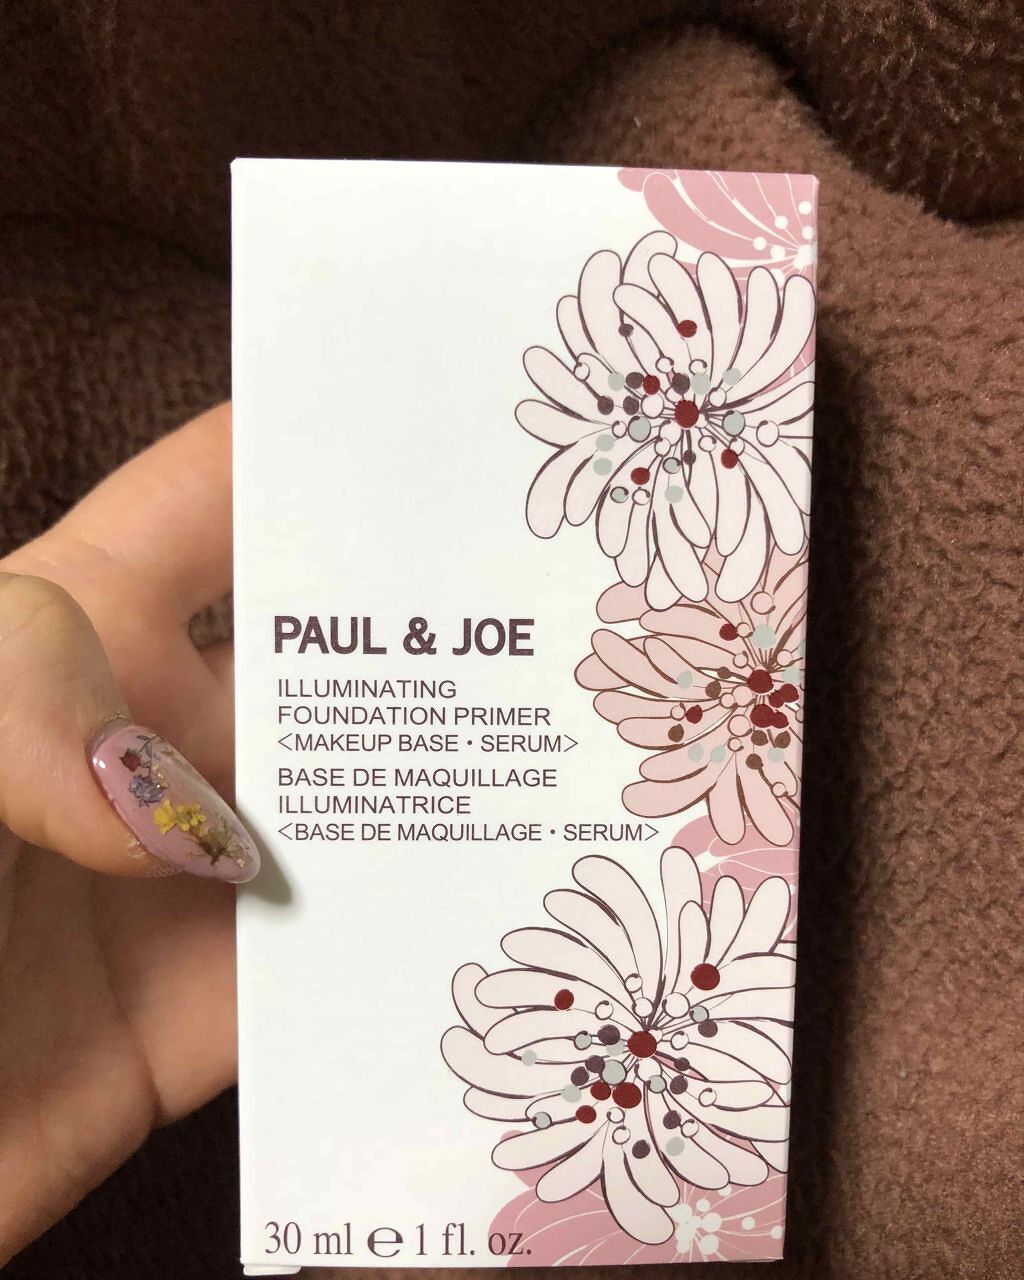 PAUL & JOE
ILLUMINATING
FOUNDATION PRIMER
<MAKEUP BASE・SERUM>
BASE DE MAQUILLAGE
ILLUMINATRICE
<BASE DE MAQUILLAGE・SERUM>
30 ml ℮ 1 fl. oz.